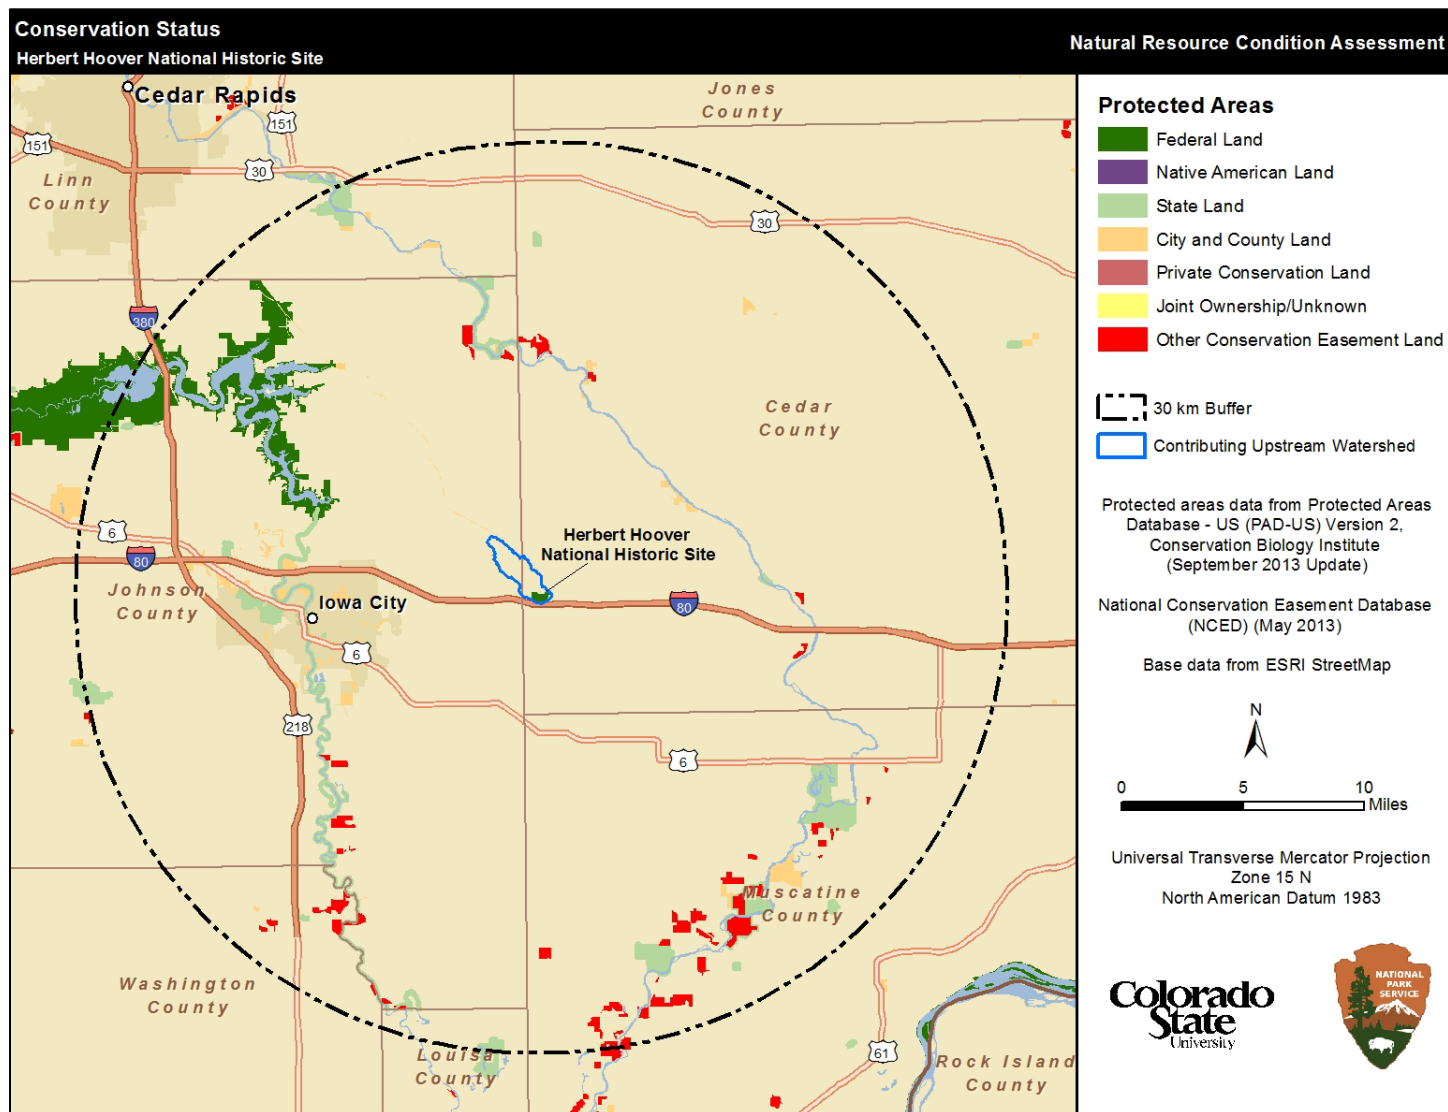 Conservation Status
Herbert Hoover National Historic Site
Natural Resource Condition Assessment
Cedar Rapids
Jones
County
151
151
30
Linn
County
30
380
Cedar
County
Herbert Hoover
National Historic Site
6
80
Johnson
County
Iowa City
80
6
218
6
Muscatine
County
Washington
County
Louisa
County
61
Rock Island
County
Protected Areas
Federal Land
Native American Land
State Land
City and County Land
Private Conservation Land
Joint Ownership/Unknown
Other Conservation Easement Land
30 km Buffer
Contributing Upstream Watershed
Protected areas data from Protected Areas
Database - US (PAD-US) Version 2,
Conservation Biology Institute
(September 2013 Update)
National Conservation Easement Database
(NCED) (May 2013)
Base data from ESRI StreetMap
N
0 5 10
Miles
Universal Transverse Mercator Projection
Zone 15 N
North American Datum 1983
Colorado
State
University
NATIONAL
PARK
SERVICE